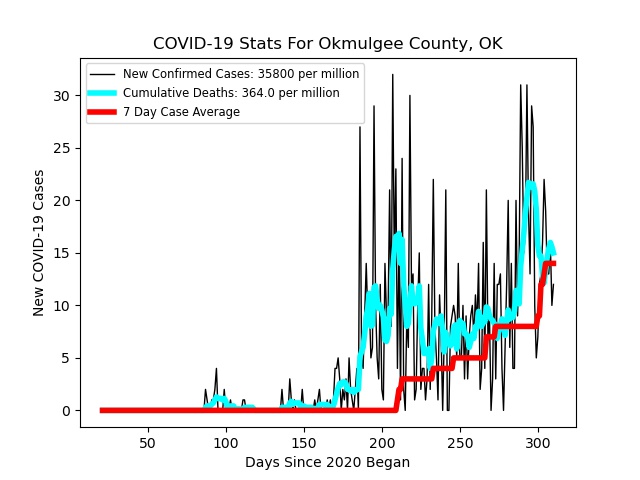 COVID-19 Stats For Okmulgee County, OK
New Confirmed Cases: 35800 per million
Cumulative Deaths: 364.0 per million
7 Day Case Average
New COVID-19 Cases
30
25
20
15
10
5
0
50 100 150 200 250 300
Days Since 2020 Began